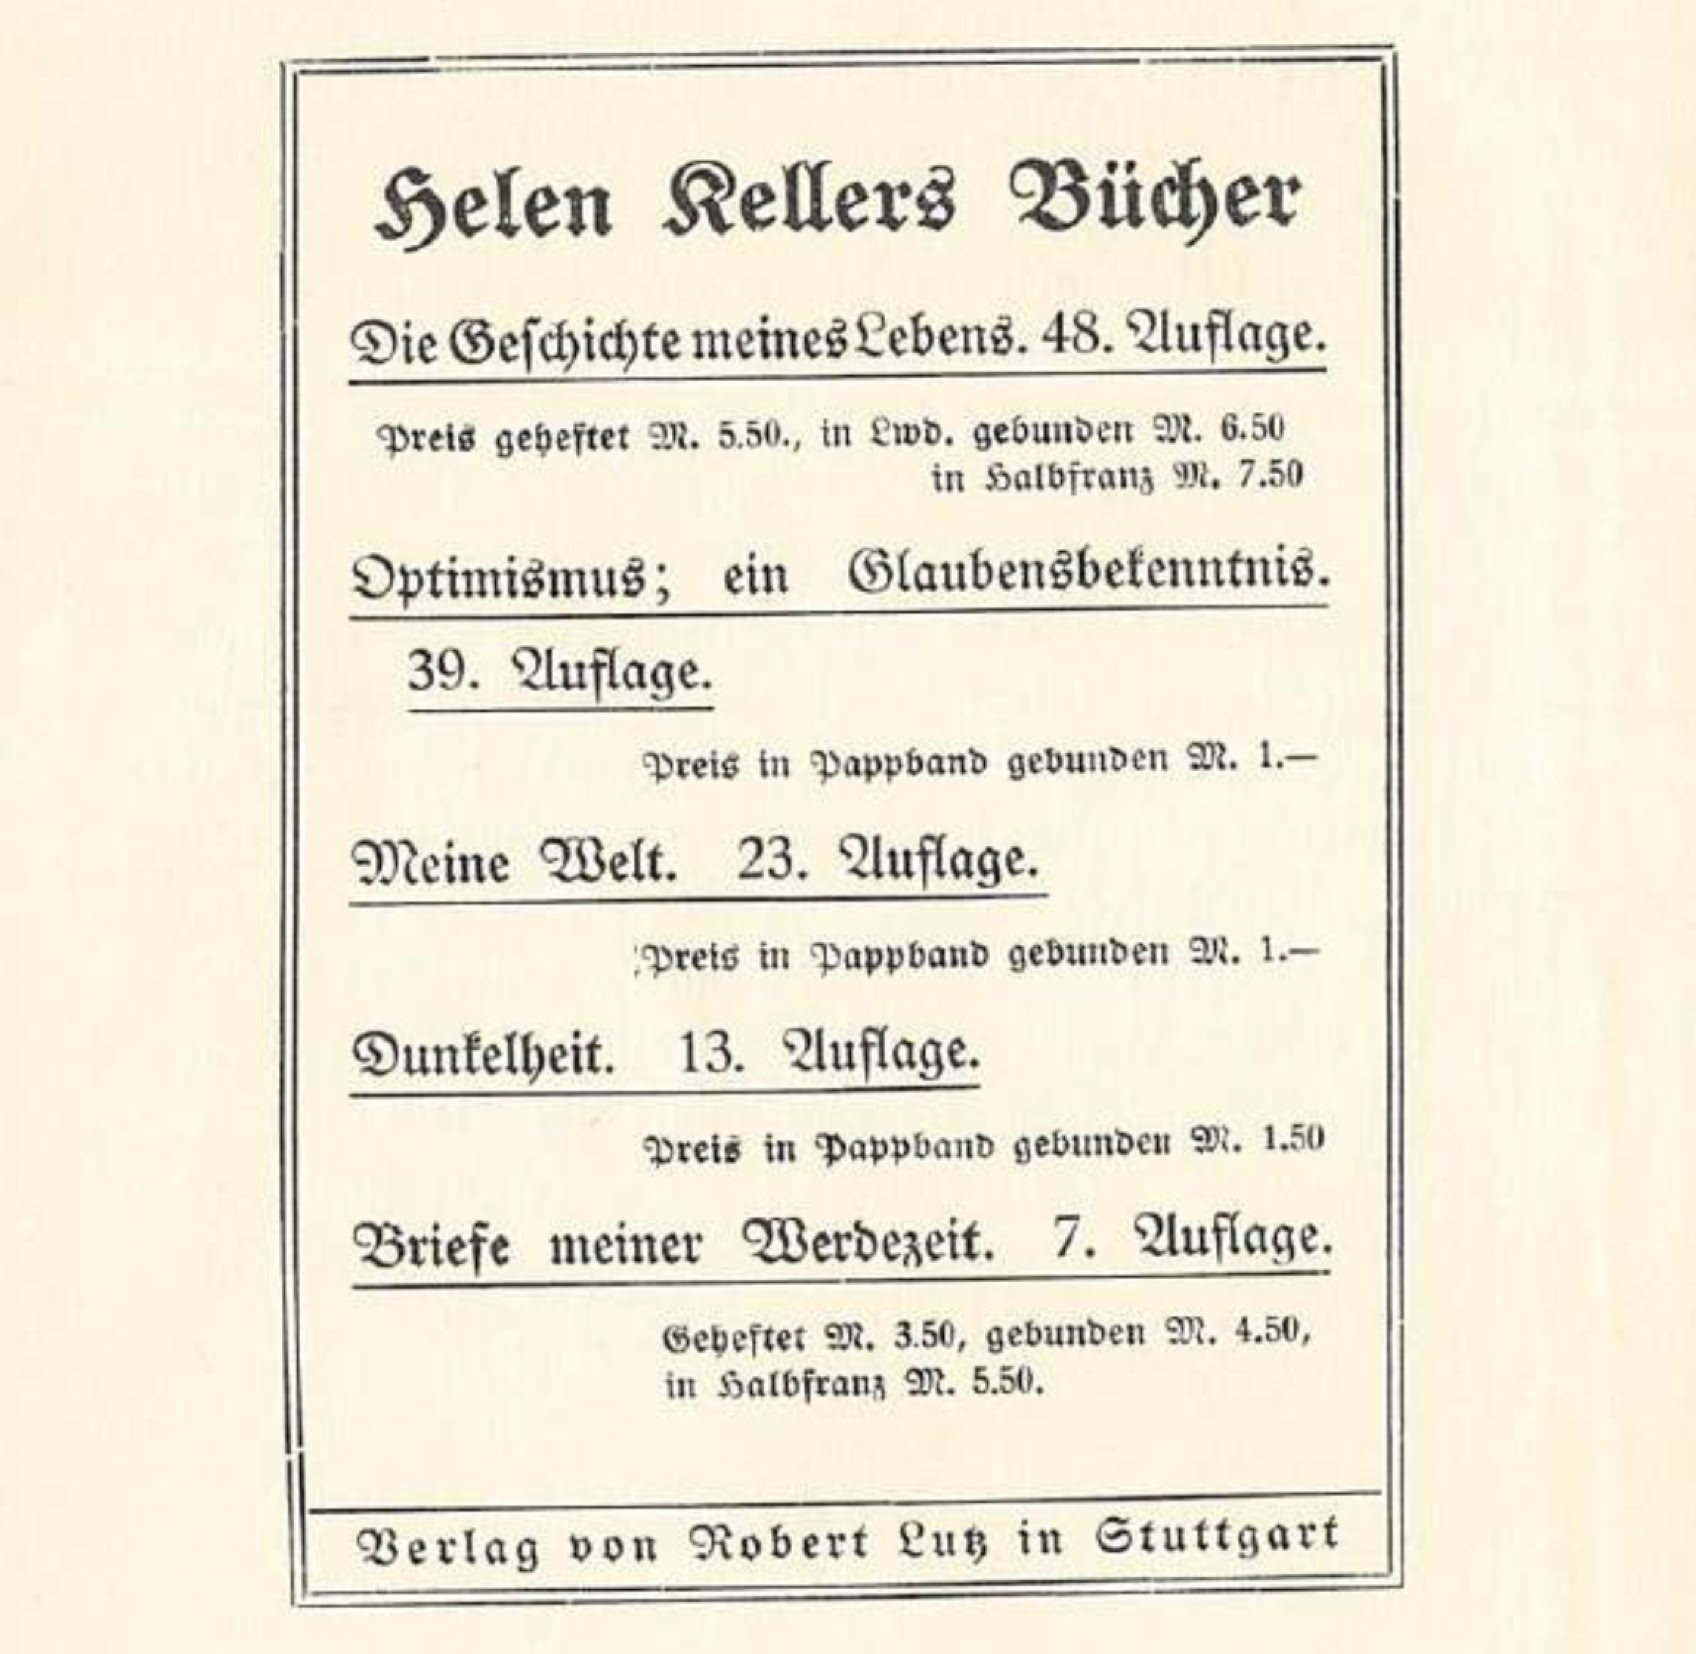 Helen Kellers Bücher
Die Geſchichte meines Lebens. 48. Auflage.
Preis geheftet M. 5.50., in Lwd. gebunden M. 6.50
in Halbfranz M. 7.50
Optimismus; ein Glaubensbekenntnis.
39. Auflage.
Preis in Pappband gebunden M. 1.—
Meine Welt. 23. Auflage.
Preis in Pappband gebunden M. 1.—
Dunkelheit. 13. Auflage.
Preis in Pappband gebunden M. 1.50
Briefe meiner Werdezeit. 7. Auflage.
Geheftet M. 3.50, gebunden M. 4.50,
in Halbfranz M. 5.50.
Verlag von Robert Lutz in Stuttgart